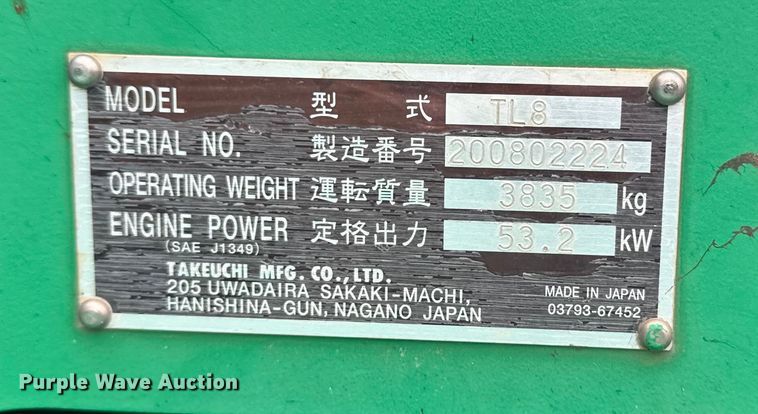 MODEL 型式 TL8
SERIAL NO. 製造番号 200802224
OPERATING WEIGHT 運転質量 3835 kg
ENGINE POWER 定格出力 53.2 kW
(SAE J1349)
TAKEUCHI MFG. CO., LTD.
205 UWADAIRA SAKAKI-MACHI,
HANISHINA-GUN, NAGANO JAPAN
MADE IN JAPAN
03793-67452
Purple Wave Auction